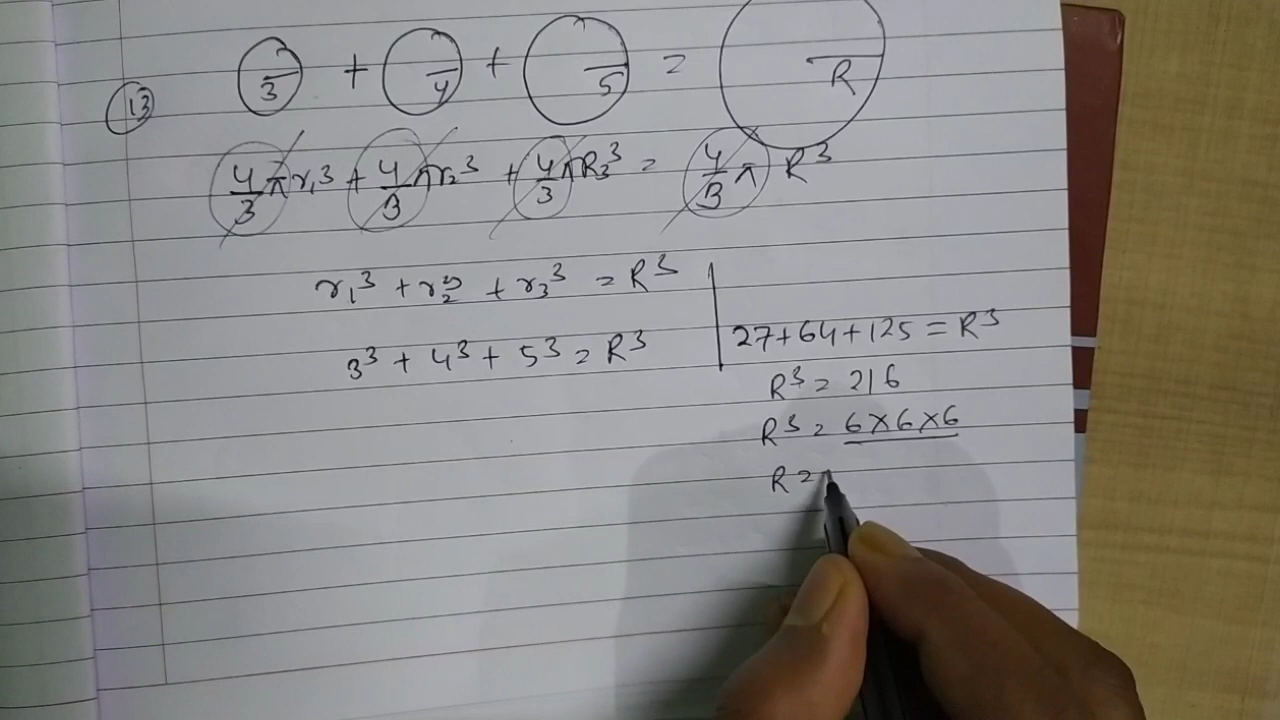 13 3 + 4 + 5 = R
4/3 π r₁³ + 4/3 π r₂³ + 4/3 π R₃³ = 4/3 π R³
r₁³ + r₂³ + r₃³ = R³
3³ + 4³ + 5³ = R³
27+64+125 = R³
R³ = 216
R³ = 6×6×6
R =